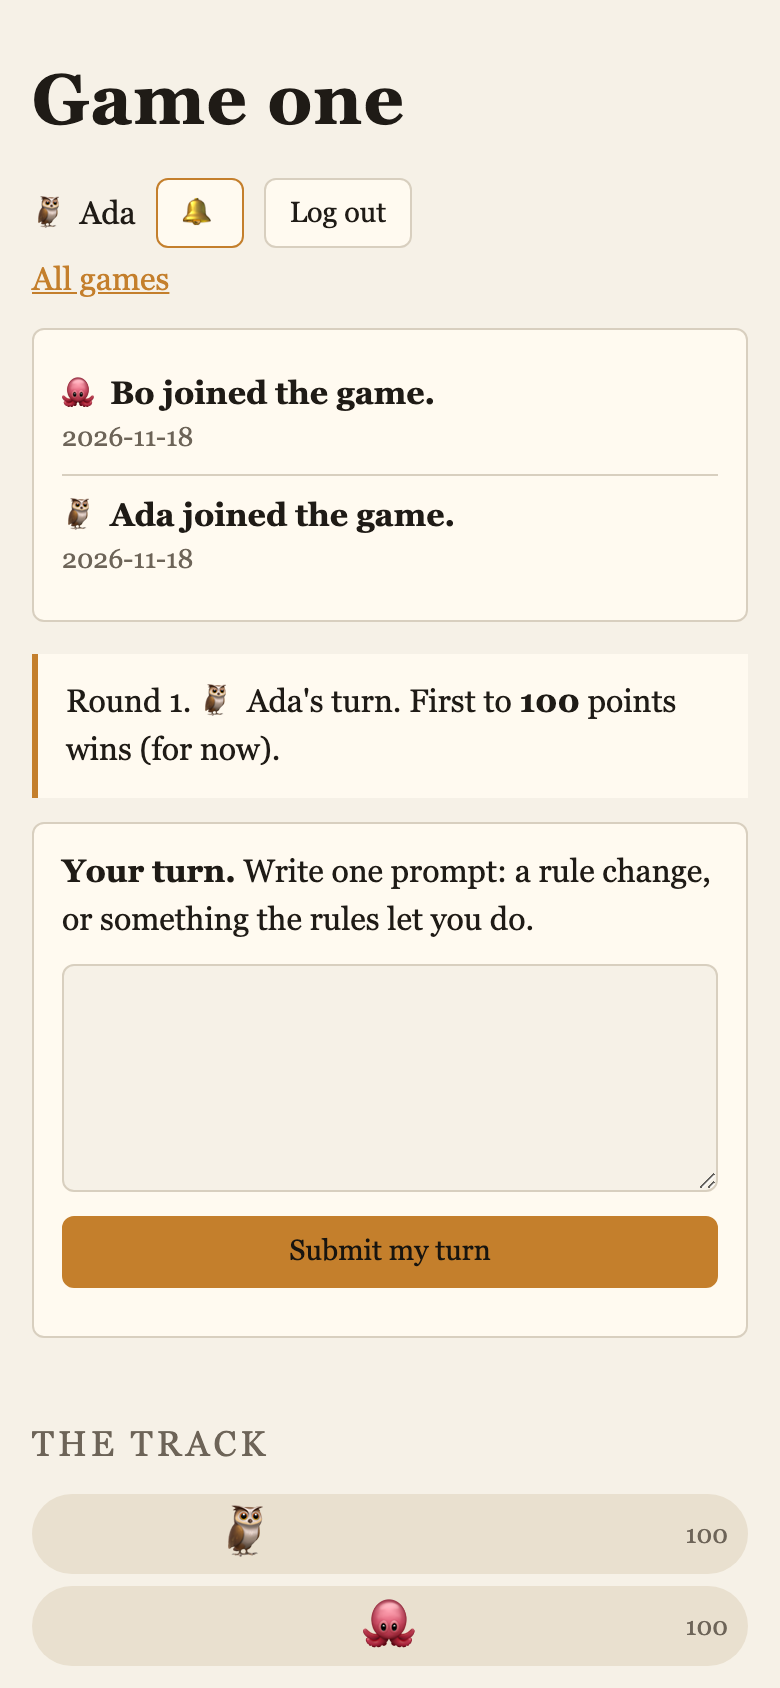 Game one
Ada
Log out
All games
Bo joined the game.
2026-11-18
Ada joined the game.
2026-11-18
Round 1. Ada's turn. First to 100 points
wins (for now).
Your turn. Write one prompt: a rule change,
or something the rules let you do.
Submit my turn
THE TRACK
100
100